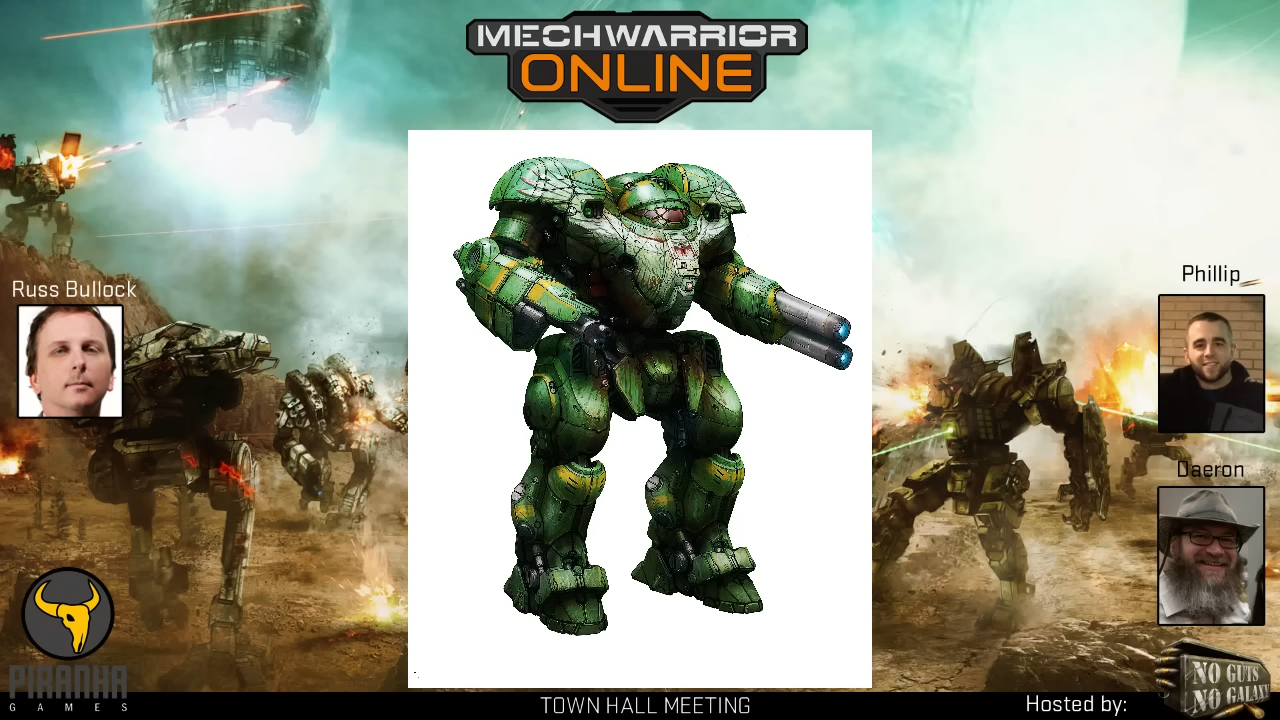 MECHWARRIOR
ONLINE
Russ Bullock
Phillip
Daeron
PIRANHA
GAMES
TOWN HALL MEETING
Hosted by:
NO GUTS
NO GALAXY